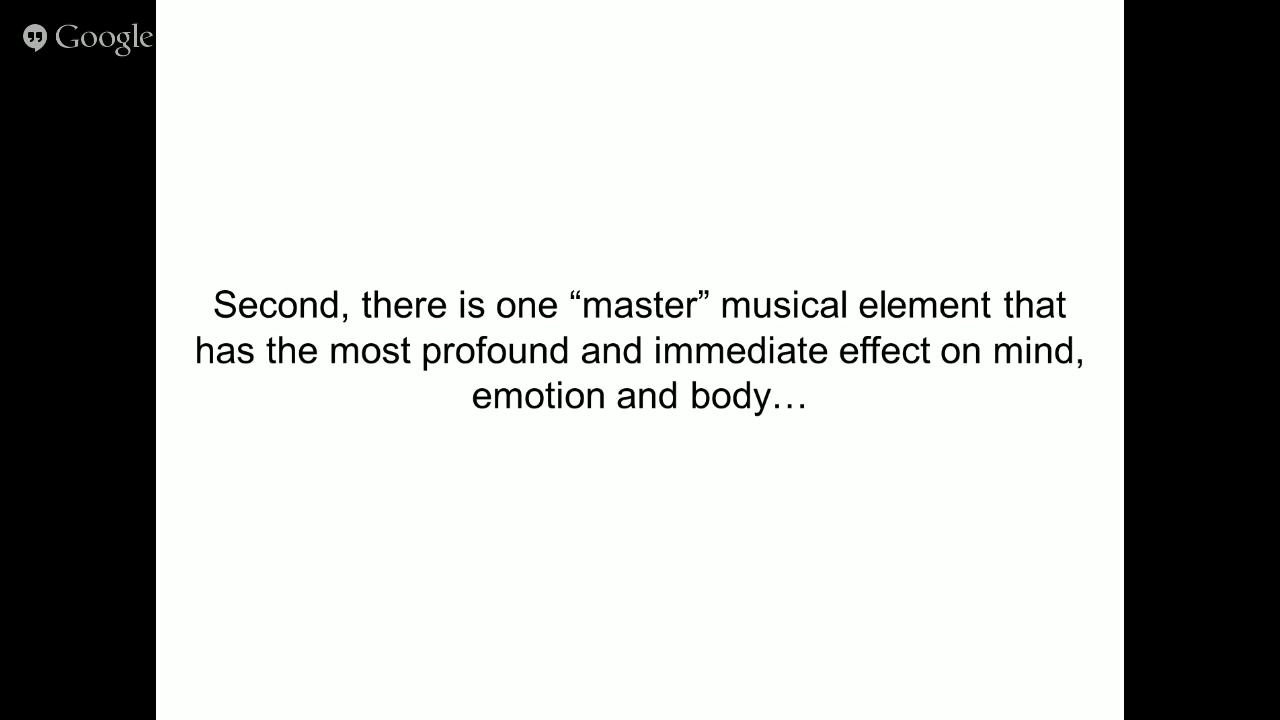 Google
Second, there is one “master” musical element that
has the most profound and immediate effect on mind,
emotion and body…